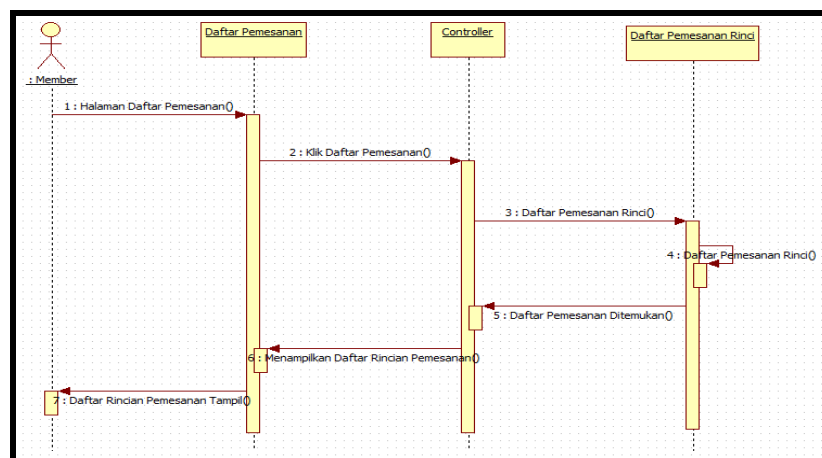 Daftar Pemesanan
Controller
Daftar Pemesanan Rinci
: Member
1 : Halaman Daftar Pemesanan()
2 : Klik Daftar Pemesanan()
3 : Daftar Pemesanan Rinci()
4 : Daftar Pemesanan Rinci()
5 : Daftar Pemesanan Ditemukan()
6 : Menampilkan Daftar Rincian Pemesanan()
7 : Daftar Rincian Pemesanan Tampil()